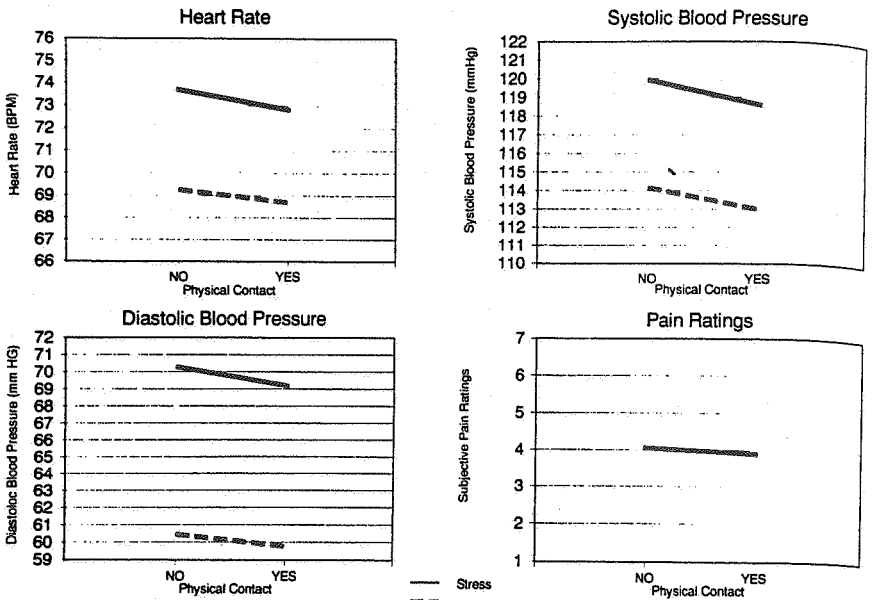 Heart Rate
Heart Rate (BPM)
76
75
74
73
72
71
70
69
68
67
66
NO YES
Physical Contact
Systolic Blood Pressure
Systolic Blood Pressure (mmHg)
122
121
120
119
118
117
116
115
114
113
112
111
110
NO YES
Physical Contact
Diastolic Blood Pressure
Diastoloc Blood Pressure (mm HG)
72
71
70
69
68
67
66
65
64
63
62
61
60
59
NO YES
Physical Contact
Pain Ratings
Subjective Pain Ratings
7
6
5
4
3
2
1
NO YES
Physical Contact
Stress